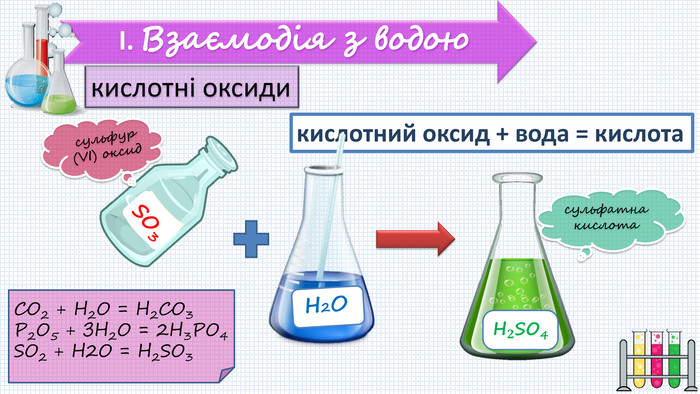 І. Взаємодія з водою
кислотні оксиди
кислотний оксид + вода = кислота
сульфур
(VI) оксид
SO₃
H₂O
сульфатна
кислота
H₂SO₄
CO₂ + H₂O = H₂CO₃
P₂O₅ + 3H₂O = 2H₃PO₄
SO₂ + H2O = H₂SO₃